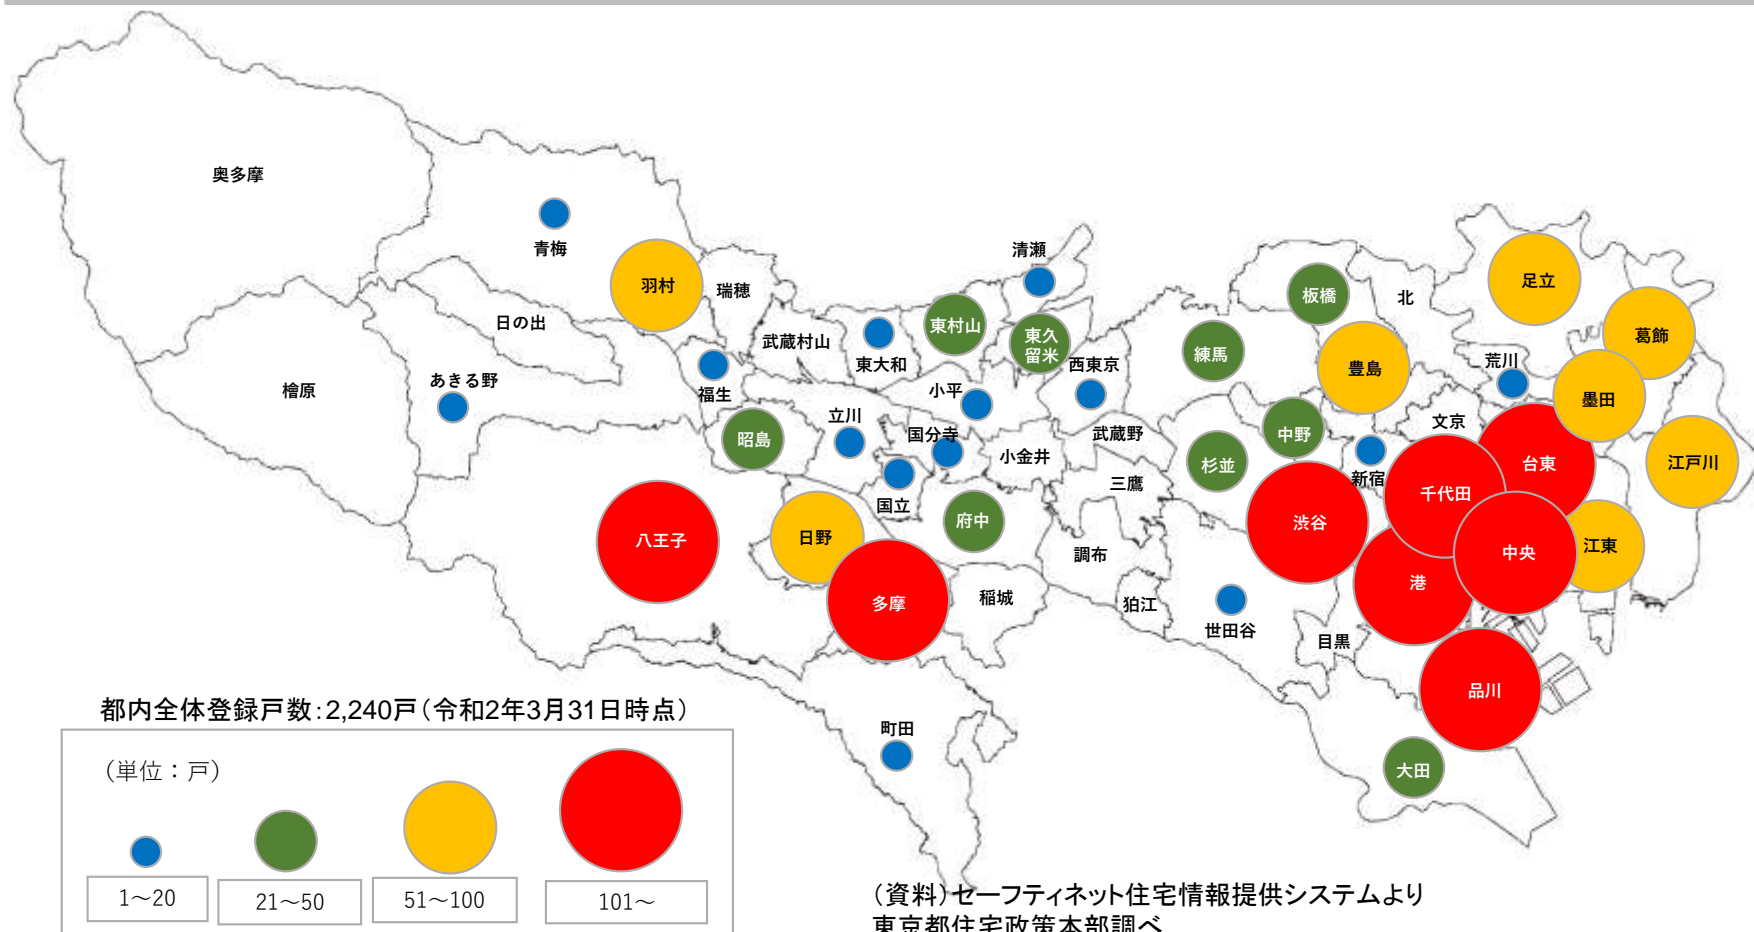 奥多摩
青梅
羽村
瑞穂
日の出
檜原
あきる野
福生
武蔵村山
東大和
東村山
清瀬
東久
留米
西東京
小平
昭島
立川
国分寺
国立
小金井
武蔵野
三鷹
府中
調布
狛江
稲城
八王子
日野
多摩
町田
板橋
北
足立
葛飾
練馬
豊島
荒川
墨田
中野
杉並
新宿
文京
台東
江戸川
千代田
渋谷
中央
江東
港
世田谷
目黒
品川
大田
都内全体登録戸数：2,240戸（令和2年3月31日時点）
（単位：戸）
1～20
21～50
51～100
101～
（資料）セーフティネット住宅情報提供システムより
東京都住宅政策本部調べ